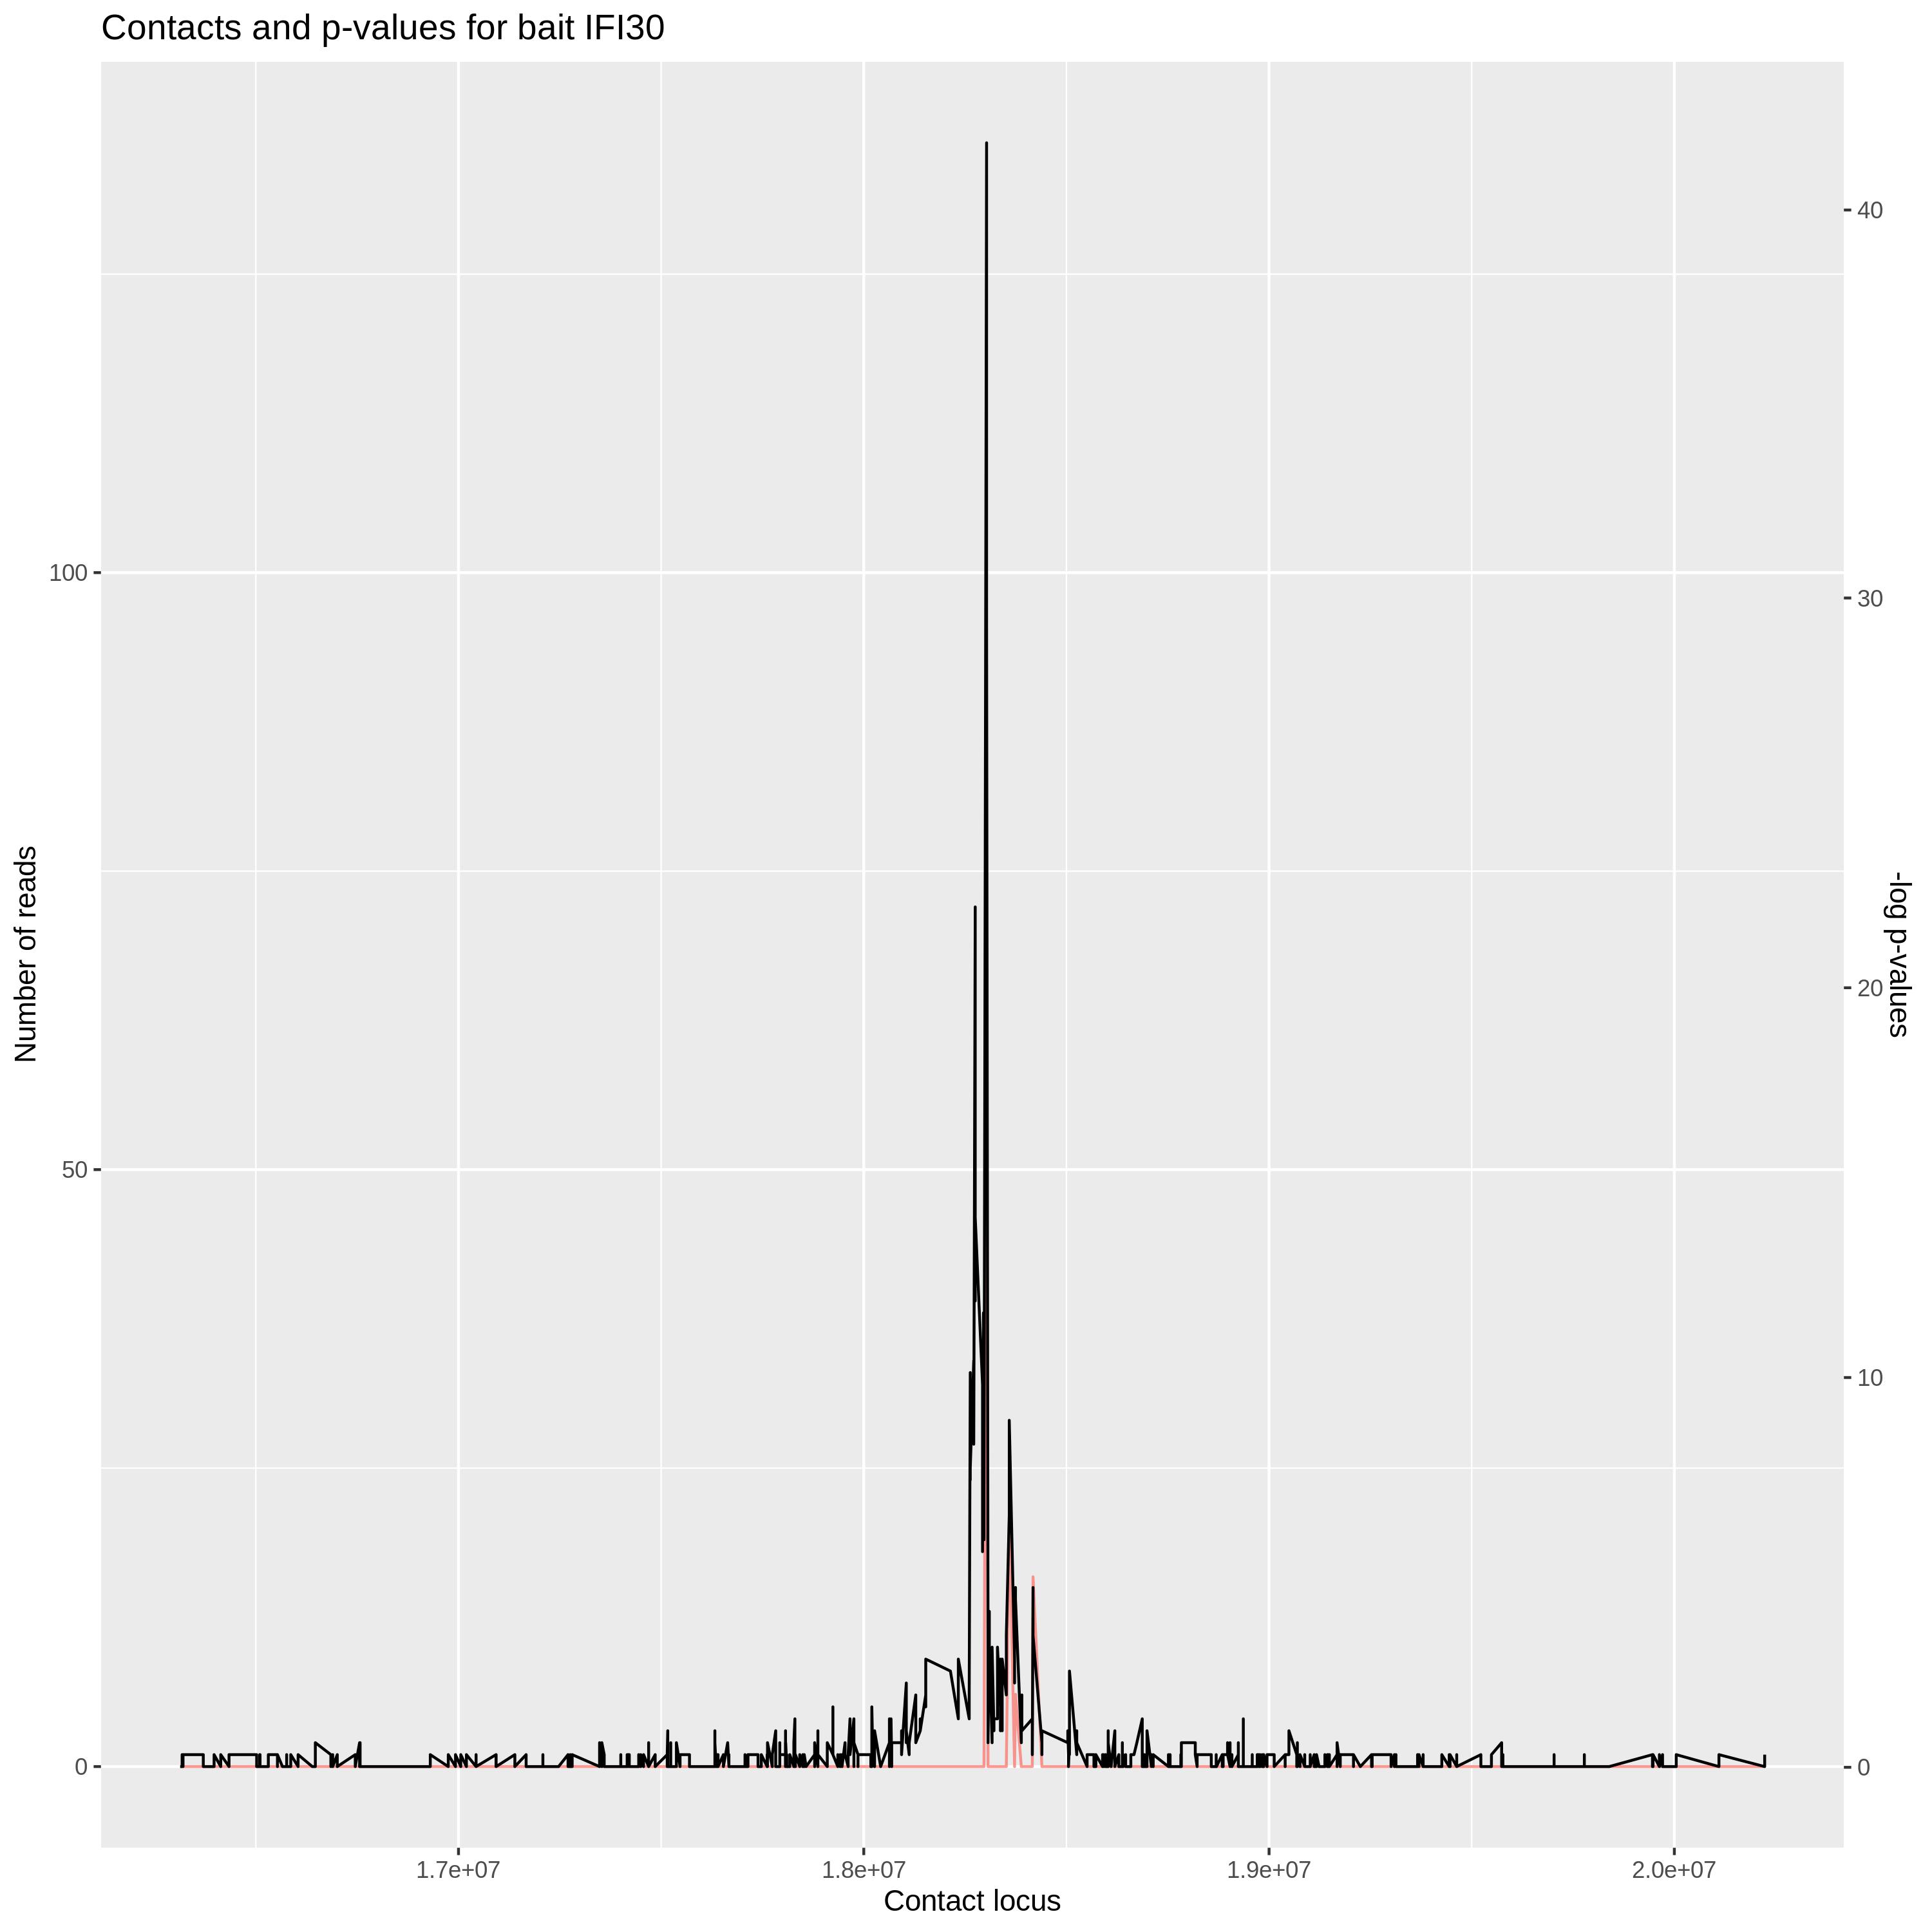 Contacts and p-values for bait IFI30
Number of reads
100
50
0
40
30
20
10
0
-log p-values
1.7e+07
1.8e+07
1.9e+07
2.0e+07
Contact locus